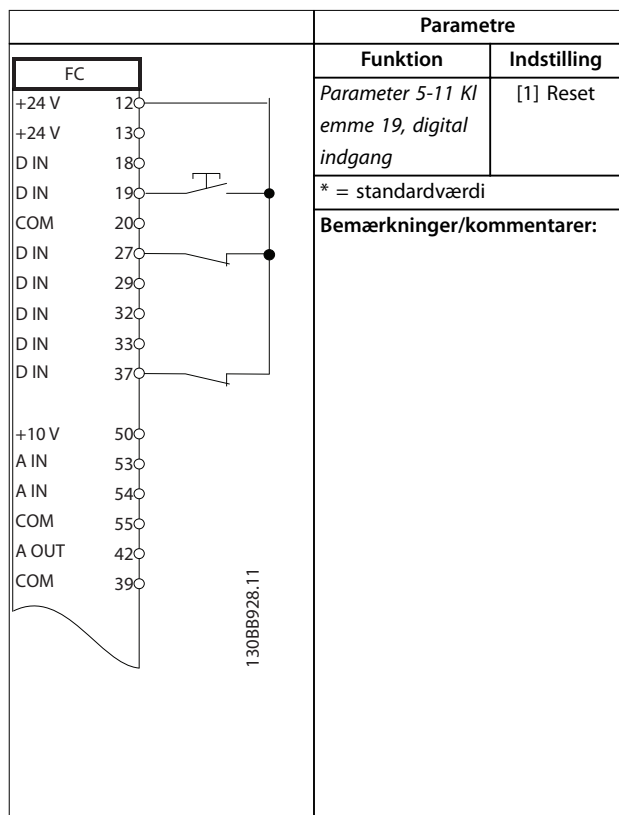 Parametre
Funktion Indstilling
Parameter 5-11 Kl
emme 19, digital
indgang
[1] Reset
* = standardværdi
Bemærkninger/kommentarer:
FC
+24 V 12
+24 V 13
D IN 18
D IN 19
COM 20
D IN 27
D IN 29
D IN 32
D IN 33
D IN 37
+10 V 50
A IN 53
A IN 54
COM 55
A OUT 42
COM 39
130BB928.11